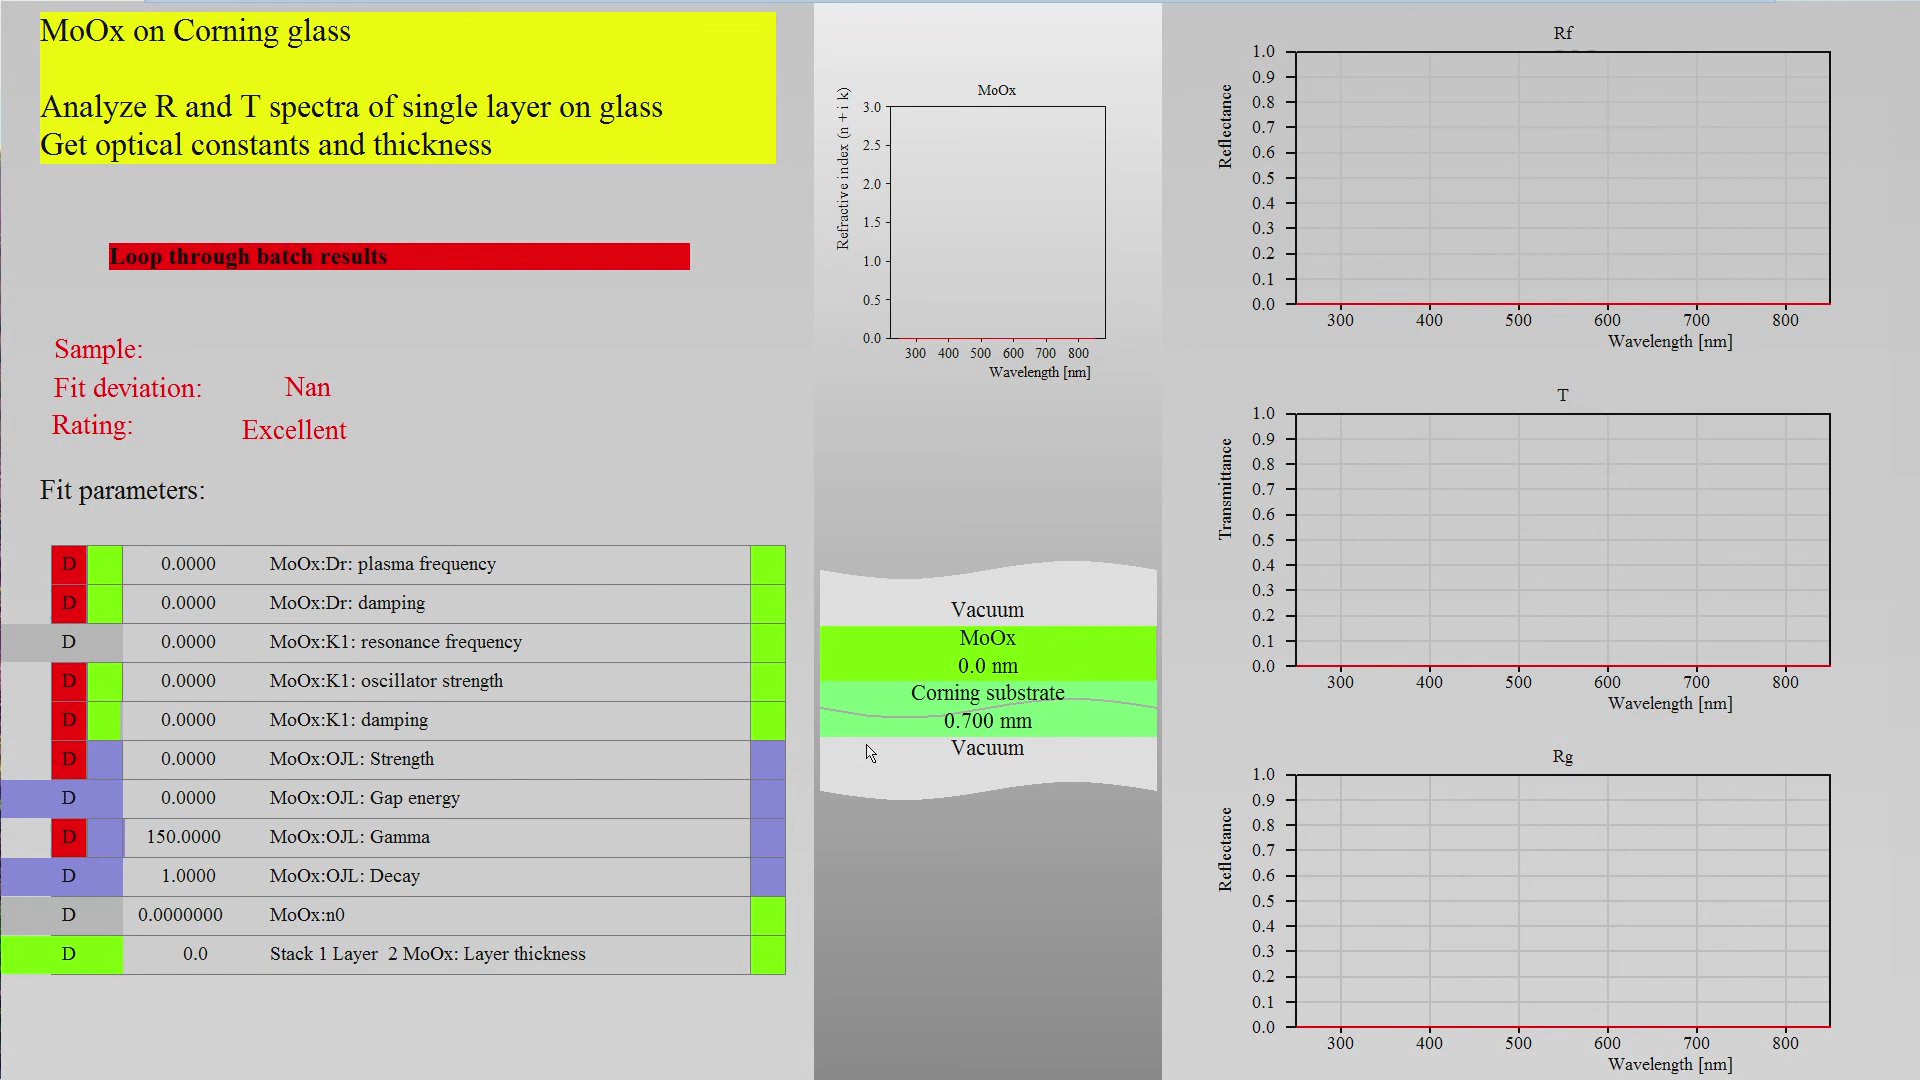 MoOx on Corning glass
Analyze R and T spectra of single layer on glass
Get optical constants and thickness
Loop through batch results
Sample:
Fit deviation: Nan
Rating: Excellent
Fit parameters:
D 0.0000 MoOx:Dr: plasma frequency
D 0.0000 MoOx:Dr: damping
D 0.0000 MoOx:K1: resonance frequency
D 0.0000 MoOx:K1: oscillator strength
D 0.0000 MoOx:K1: damping
D 0.0000 MoOx:OJL: Strength
D 0.0000 MoOx:OJL: Gap energy
D 150.0000 MoOx:OJL: Gamma
D 1.0000 MoOx:OJL: Decay
D 0.0000000 MoOx:n0
D 0.0 Stack 1 Layer 2 MoOx: Layer thickness
MoOx
Refractive index (n + i k)
3.0
2.5
2.0
1.5
1.0
0.5
0.0
300 400 500 600 700 800
Wavelength [nm]
Vacuum
MoOx
0.0 nm
Corning substrate
0.700 mm
Vacuum
Rf
Reflectance
1.0
0.9
0.8
0.7
0.6
0.5
0.4
0.3
0.2
0.1
0.0
300 400 500 600 700 800
Wavelength [nm]
T
Transmittance
1.0
0.9
0.8
0.7
0.6
0.5
0.4
0.3
0.2
0.1
0.0
300 400 500 600 700 800
Wavelength [nm]
Rg
Reflectance
1.0
0.9
0.8
0.7
0.6
0.5
0.4
0.3
0.2
0.1
0.0
300 400 500 600 700 800
Wavelength [nm]